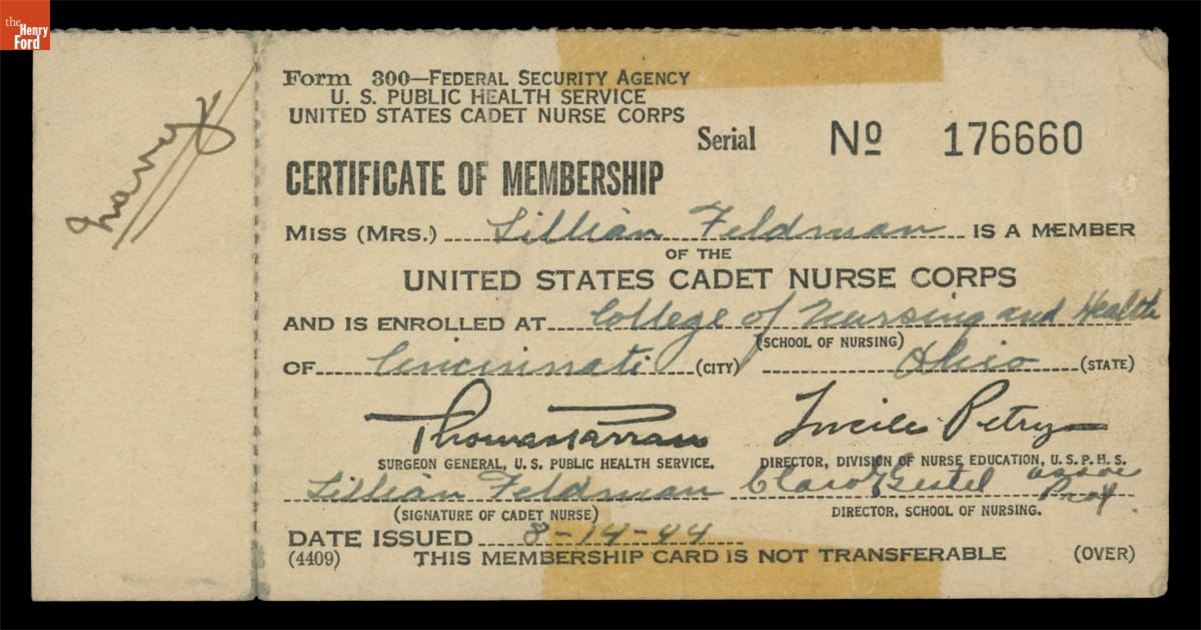 the
Henry
Ford
Form 300—FEDERAL SECURITY AGENCY
U. S. PUBLIC HEALTH SERVICE
UNITED STATES CADET NURSE CORPS
Serial No 176660
CERTIFICATE OF MEMBERSHIP
MISS (MRS.) Lillian Feldman IS A MEMBER
OF THE
UNITED STATES CADET NURSE CORPS
AND IS ENROLLED AT College of Nursing and Health
(SCHOOL OF NURSING)
OF Cincinnati (CITY) Ohio (STATE)
Thomas Parran Lucile Petry
SURGEON GENERAL, U. S. PUBLIC HEALTH SERVICE. DIRECTOR, DIVISION OF NURSE EDUCATION, U. S. P. H. S.
Lillian Feldman
(SIGNATURE OF CADET NURSE) DIRECTOR, SCHOOL OF NURSING.
DATE ISSUED 8-14-44
(4409) THIS MEMBERSHIP CARD IS NOT TRANSFERABLE (OVER)